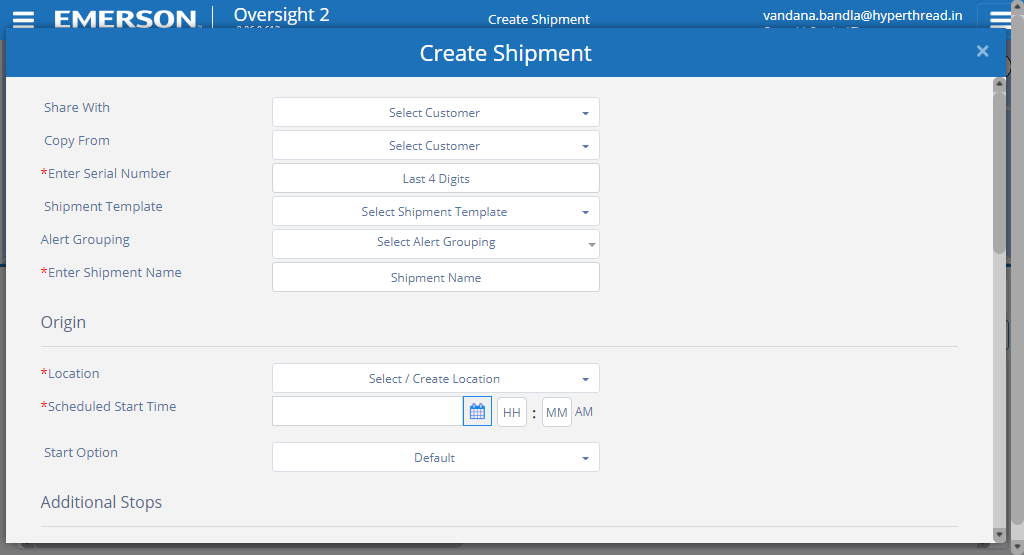 EMERSON Oversight 2 Create Shipment vandana.bandla@hyperthread.in
Create Shipment ×
Share With Select Customer
Copy From Select Customer
*Enter Serial Number Last 4 Digits
Shipment Template Select Shipment Template
Alert Grouping Select Alert Grouping
*Enter Shipment Name Shipment Name
Origin
*Location Select / Create Location
*Scheduled Start Time HH : MM AM
Start Option Default
Additional Stops